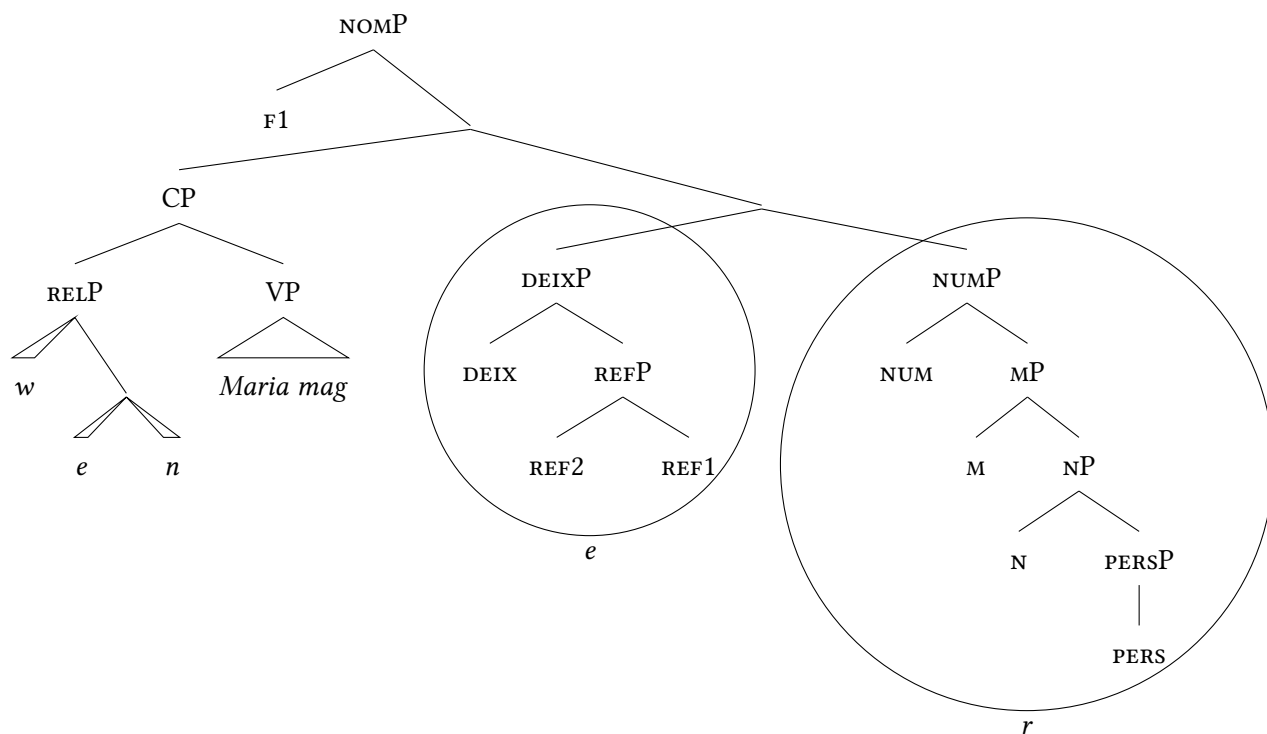 NOMP
F1
CP
RELP VP DEIXP NUMP
w Maria mag DEIX REFP NUM MP
e n REF2 REF1 M NP
e N PERSP
PERS
r